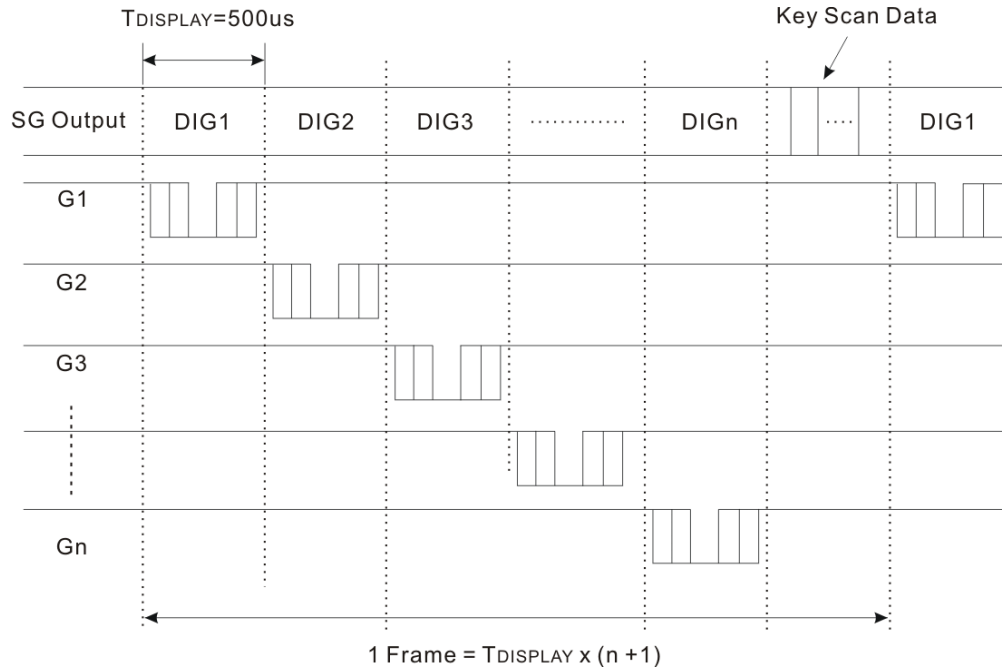 TDISPLAY=500us
Key Scan Data
SG Output DIG1 DIG2 DIG3 ................ DIGn .... DIG1
G1
G2
G3
Gn
1 Frame = TDISPLAY x (n +1)